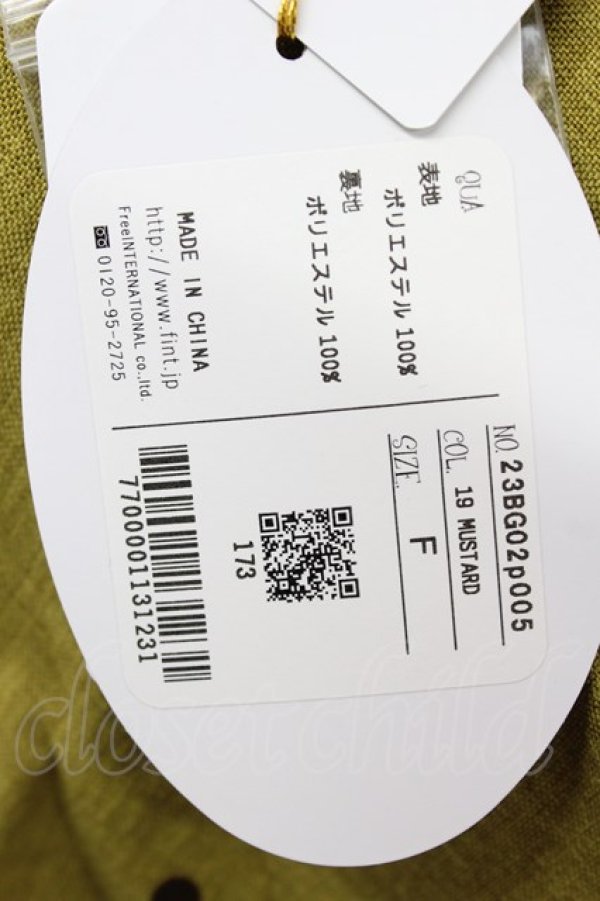 QUA
表地
ポリエステル 100%
裏地
ポリエステル 100%
MADE IN CHINA
http://www.fint.jp
FreeINTERNATIONAL co.,ltd.
0120-95-2725
NO. 23BG02p005
COL. 19 MUSTARD
SIZE. F
173
7700001131231
closet child